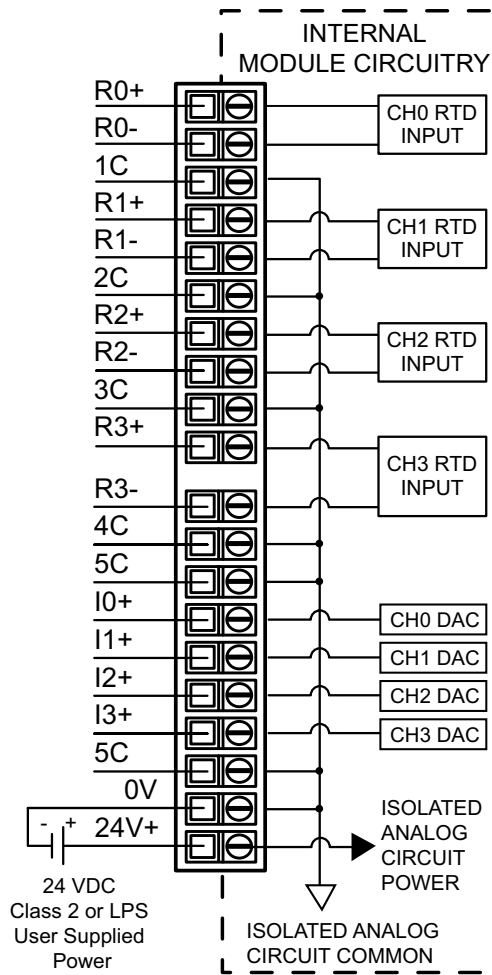 INTERNAL
MODULE CIRCUITRY
R0+
R0-
1C
R1+
R1-
2C
R2+
R2-
3C
R3+
R3-
4C
5C
I0+
I1+
I2+
I3+
5C
0V
24V+
- +
24 VDC
Class 2 or LPS
User Supplied
Power
CH0 RTD
INPUT
CH1 RTD
INPUT
CH2 RTD
INPUT
CH3 RTD
INPUT
CH0 DAC
CH1 DAC
CH2 DAC
CH3 DAC
ISOLATED
ANALOG
CIRCUIT
POWER
ISOLATED ANALOG
CIRCUIT COMMON